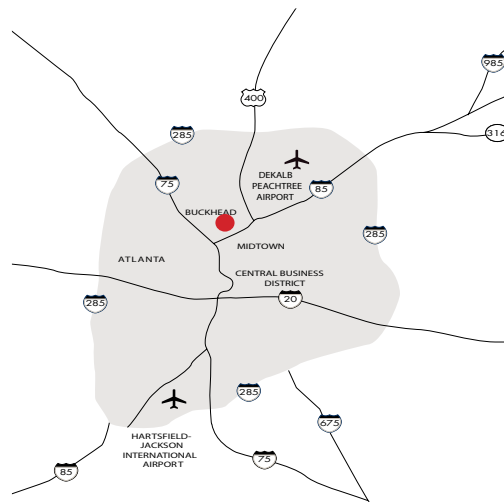 985
400
316
285
DEKALB
PEACHTREE
AIRPORT
75
85
BUCKHEAD
285
MIDTOWN
ATLANTA
CENTRAL BUSINESS
DISTRICT
285
20
285
675
HARTSFIELD-
JACKSON
INTERNATIONAL
AIRPORT
75
85